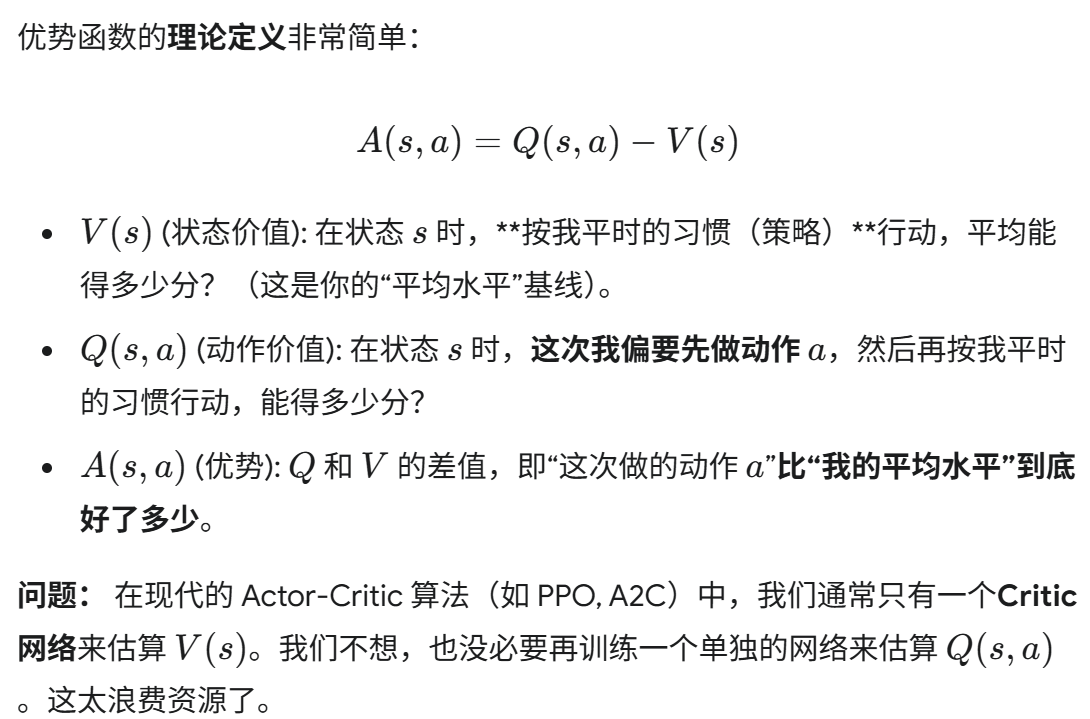 优势函数的理论定义非常简单：
A(s, a) = Q(s, a) − V(s)
• V(s) (状态价值): 在状态 s 时，**按我平时的习惯（策略）**行动，平均能
得多少分？（这是你的“平均水平”基线）。
• Q(s, a) (动作价值): 在状态 s 时，这次我偏要先做动作 a，然后再按我平时
的习惯行动，能得多少分？
• A(s, a) (优势): Q 和 V 的差值，即“这次做的动作 a”比“我的平均水平”到底
好了多少。
问题： 在现代的 Actor-Critic 算法（如 PPO, A2C）中，我们通常只有一个Critic
网络来估算 V(s)。我们不想，也没必要再训练一个单独的网络来估算 Q(s, a)
。这太浪费资源了。